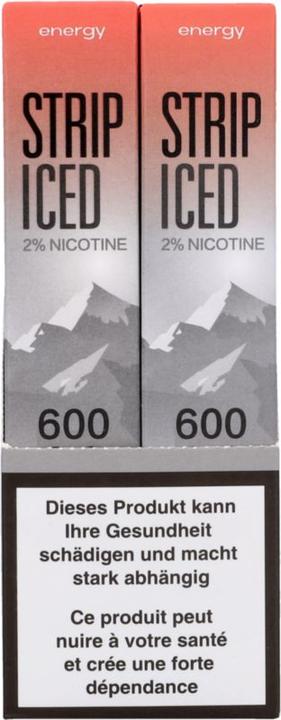 energy
STRIP
ICED
2% NICOTINE
600
energy
STRIP
ICED
2% NICOTINE
600
Dieses Produkt kann
Ihre Gesundheit
schädigen und macht
stark abhängig
Ce produit peut
nuire à votre santé
et crée une forte
dépendance